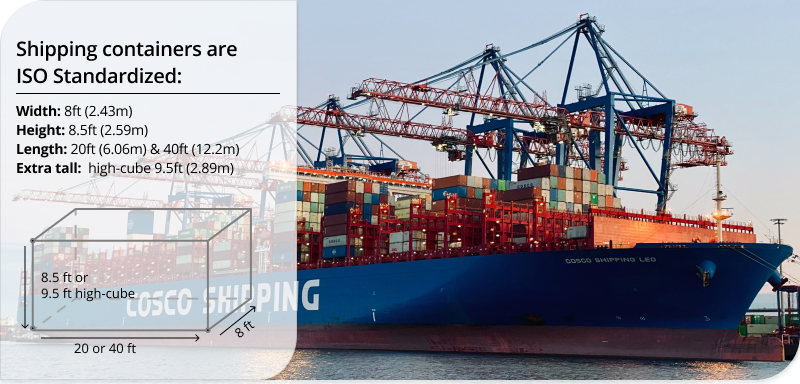 Shipping containers are
ISO Standardized:
Width: 8ft (2.43m)
Height: 8.5ft (2.59m)
Length: 20ft (6.06m) & 40ft (12.2m)
Extra tall: high-cube 9.5ft (2.89m)
8.5 ft or
9.5 ft high-cube
20 or 40 ft
8 ft
COSCO SHIPPING
COSCO SHIPPING LEO